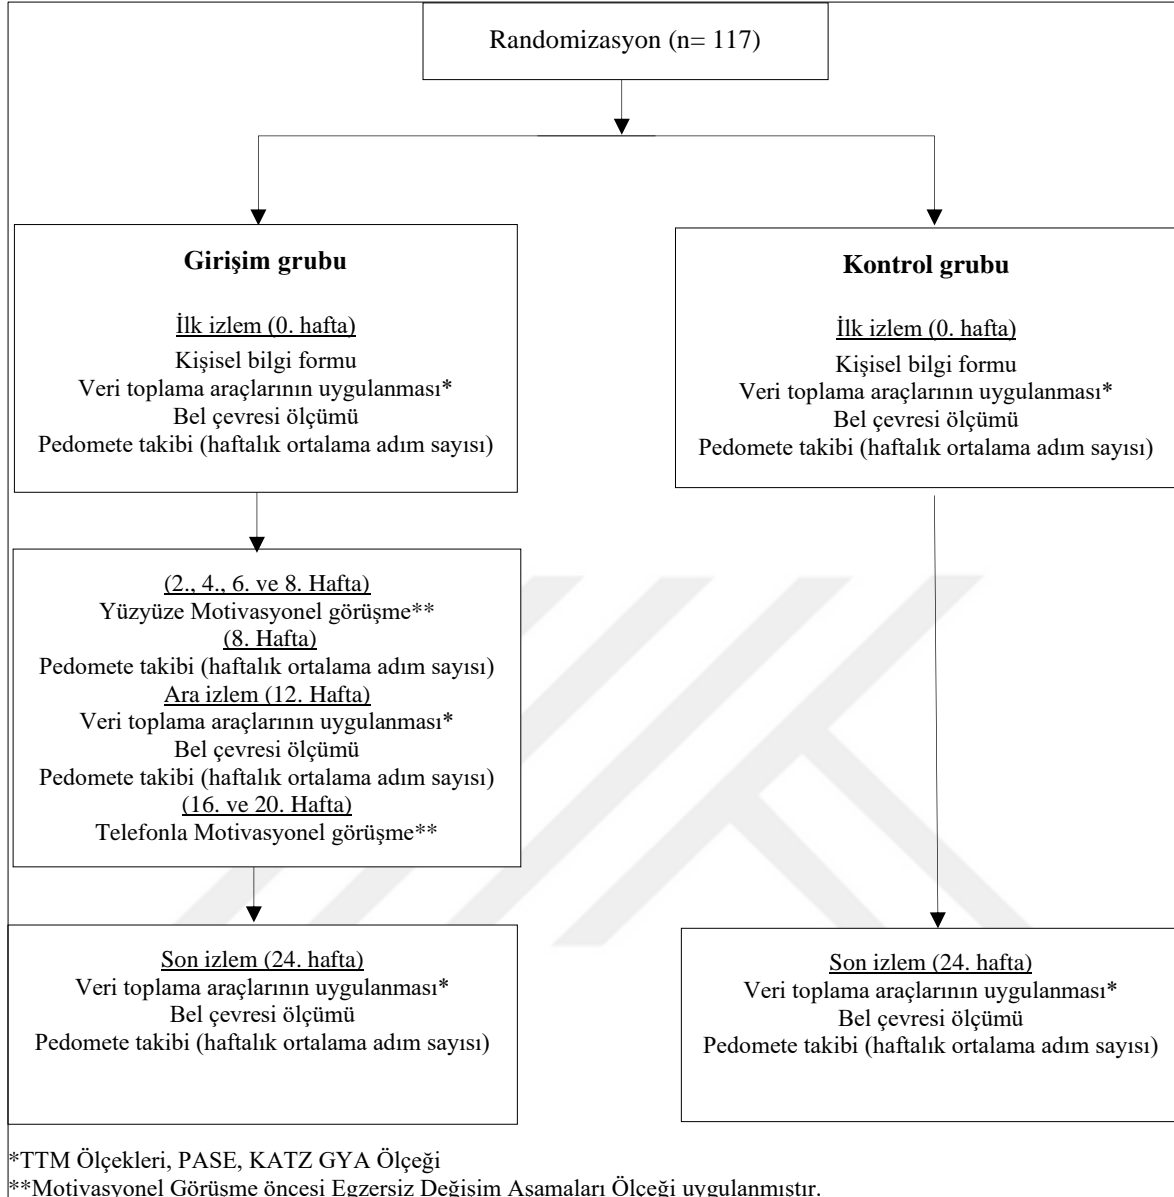 Randomizasyon (n= 117)
Girişim grubu
İlk izlem (0. hafta)
Kişisel bilgi formu
Veri toplama araçlarının uygulanması*
Bel çevresi ölçümü
Pedomete takibi (haftalık ortalama adım sayısı)
Kontrol grubu
İlk izlem (0. hafta)
Kişisel bilgi formu
Veri toplama araçlarının uygulanması*
Bel çevresi ölçümü
Pedomete takibi (haftalık ortalama adım sayısı)
(2., 4., 6. ve 8. Hafta)
Yüzyüze Motivasyonel görüşme**
(8. Hafta)
Pedomete takibi (haftalık ortalama adım sayısı)
Ara izlem (12. Hafta)
Veri toplama araçlarının uygulanması*
Bel çevresi ölçümü
Pedomete takibi (haftalık ortalama adım sayısı)
(16. ve 20. Hafta)
Telefonla Motivasyonel görüşme**
Son izlem (24. hafta)
Veri toplama araçlarının uygulanması*
Bel çevresi ölçümü
Pedomete takibi (haftalık ortalama adım sayısı)
Son izlem (24. hafta)
Veri toplama araçlarının uygulanması*
Bel çevresi ölçümü
Pedomete takibi (haftalık ortalama adım sayısı)
*TTM Ölçekleri, PASE, KATZ GYA Ölçeği
**Motivasyonel Görüşme öncesi Egzersiz Değişim Aşamaları Ölçeği uygulanmıştır.